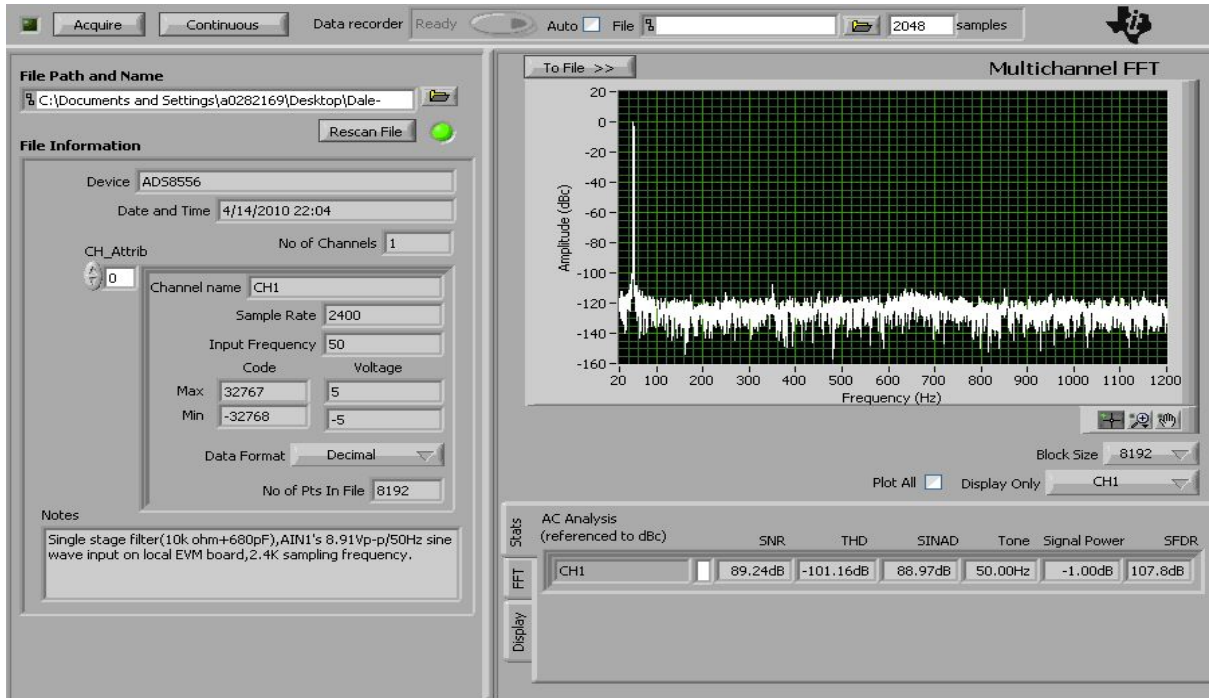 Acquire
Continuous
Data recorder
Ready
Auto
File
2048
samples
File Path and Name
C:\Documents and Settings\a0282169\Desktop\Dale-
Rescan File
File Information
Device
ADS8556
Date and Time
4/14/2010 22:04
No of Channels
1
CH_Attrib
0
Channel name
CH1
Sample Rate
2400
Input Frequency
50
Code
Voltage
Max
32767
5
Min
-32768
-5
Data Format
Decimal
No of Pts In File
8192
Notes
Single stage filter(10k ohm+680pF),AIN1's 8.91Vp-p/50Hz sine
wave input on local EVM board,2.4K sampling frequency.
To File >>
Multichannel FFT
Amplitude (dBc)
20
0
-20
-40
-60
-80
-100
-120
-140
-160
20 100 200 300 400 500 600 700 800 900 1000 1100 1200
Frequency (Hz)
Block Size
8192
Plot All
Display Only
CH1
Stats
FFT
Display
AC Analysis
(referenced to dBc)
SNR THD SINAD Tone Signal Power SFDR
CH1 89.24dB -101.16dB 88.97dB 50.00Hz -1.00dB 107.8dB